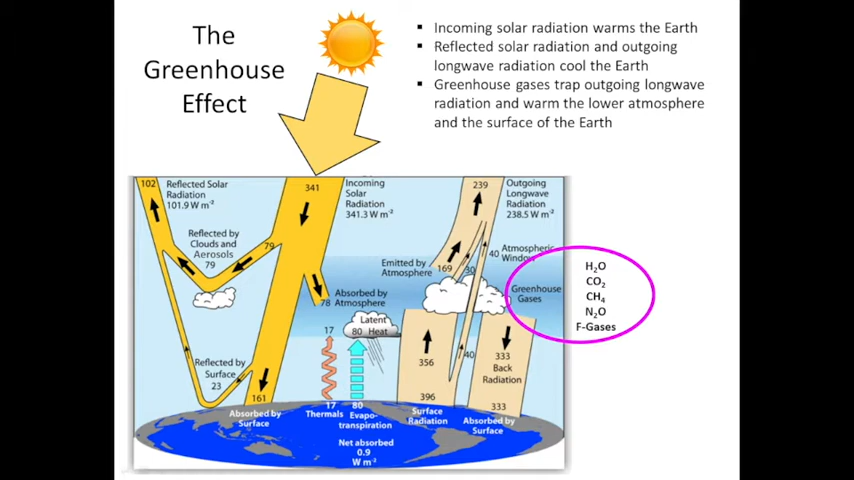 The
Greenhouse
Effect
▪ Incoming solar radiation warms the Earth
▪ Reflected solar radiation and outgoing
longwave radiation cool the Earth
▪ Greenhouse gases trap outgoing longwave
radiation and warm the lower atmosphere
and the surface of the Earth
102
Reflected Solar
Radiation
101.9 W m⁻²
341
Incoming
Solar
Radiation
341.3 W m⁻²
239
Outgoing
Longwave
Radiation
238.5 W m⁻²
Reflected by
Clouds and
Aerosols
79
79
Emitted by
Atmosphere
169
30
40
Atmospheric
Window
Greenhouse
Gases
H₂O
CO₂
CH₄
N₂O
F-Gases
78
Absorbed by
Atmosphere
17
Latent
80 Heat
Reflected by
Surface
23
356
40
333
Back
Radiation
161
396
333
Absorbed by
Surface
17
Thermals
80
Evapo-
transpiration
Surface
Radiation
Absorbed by
Surface
Net absorbed
0.9
W m⁻²